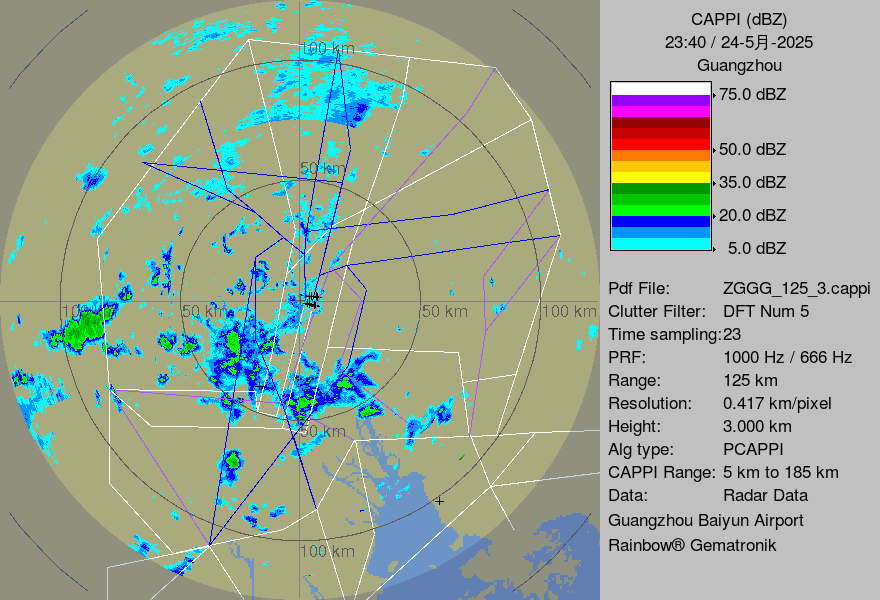 CAPPI (dBZ)
23:40 / 24-5月-2025
Guangzhou
75.0 dBZ
50.0 dBZ
35.0 dBZ
20.0 dBZ
5.0 dBZ
Pdf File: ZGGG_125_3.cappi
Clutter Filter: DFT Num 5
Time sampling:23
PRF: 1000 Hz / 666 Hz
Range: 125 km
Resolution: 0.417 km/pixel
Height: 3.000 km
Alg type: PCAPPI
CAPPI Range: 5 km to 185 km
Data: Radar Data
Guangzhou Baiyun Airport
Rainbow® Gematronik
100 km
50 km
100 km
50 km
50 km
100 km
50 km
100 km